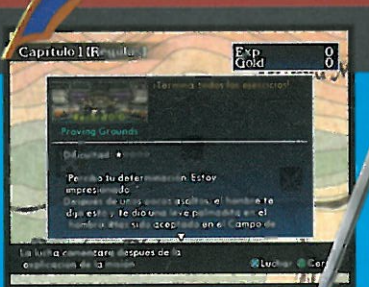 Capítulo 1 (Regular)
Exp 0
Gold 0
¡Termina todos los ejercicios!
Proving Grounds
Dificultad: ★
"Percibo tu determinación. Estoy
impresionado."
Después de unos pocos asaltos, el hombre te
dijo esto y te dio una leve palmadita en el
hombro. Has sido aceptado en el Campo de
La lucha comenzará después de la
explicación de la misión.
Luchar